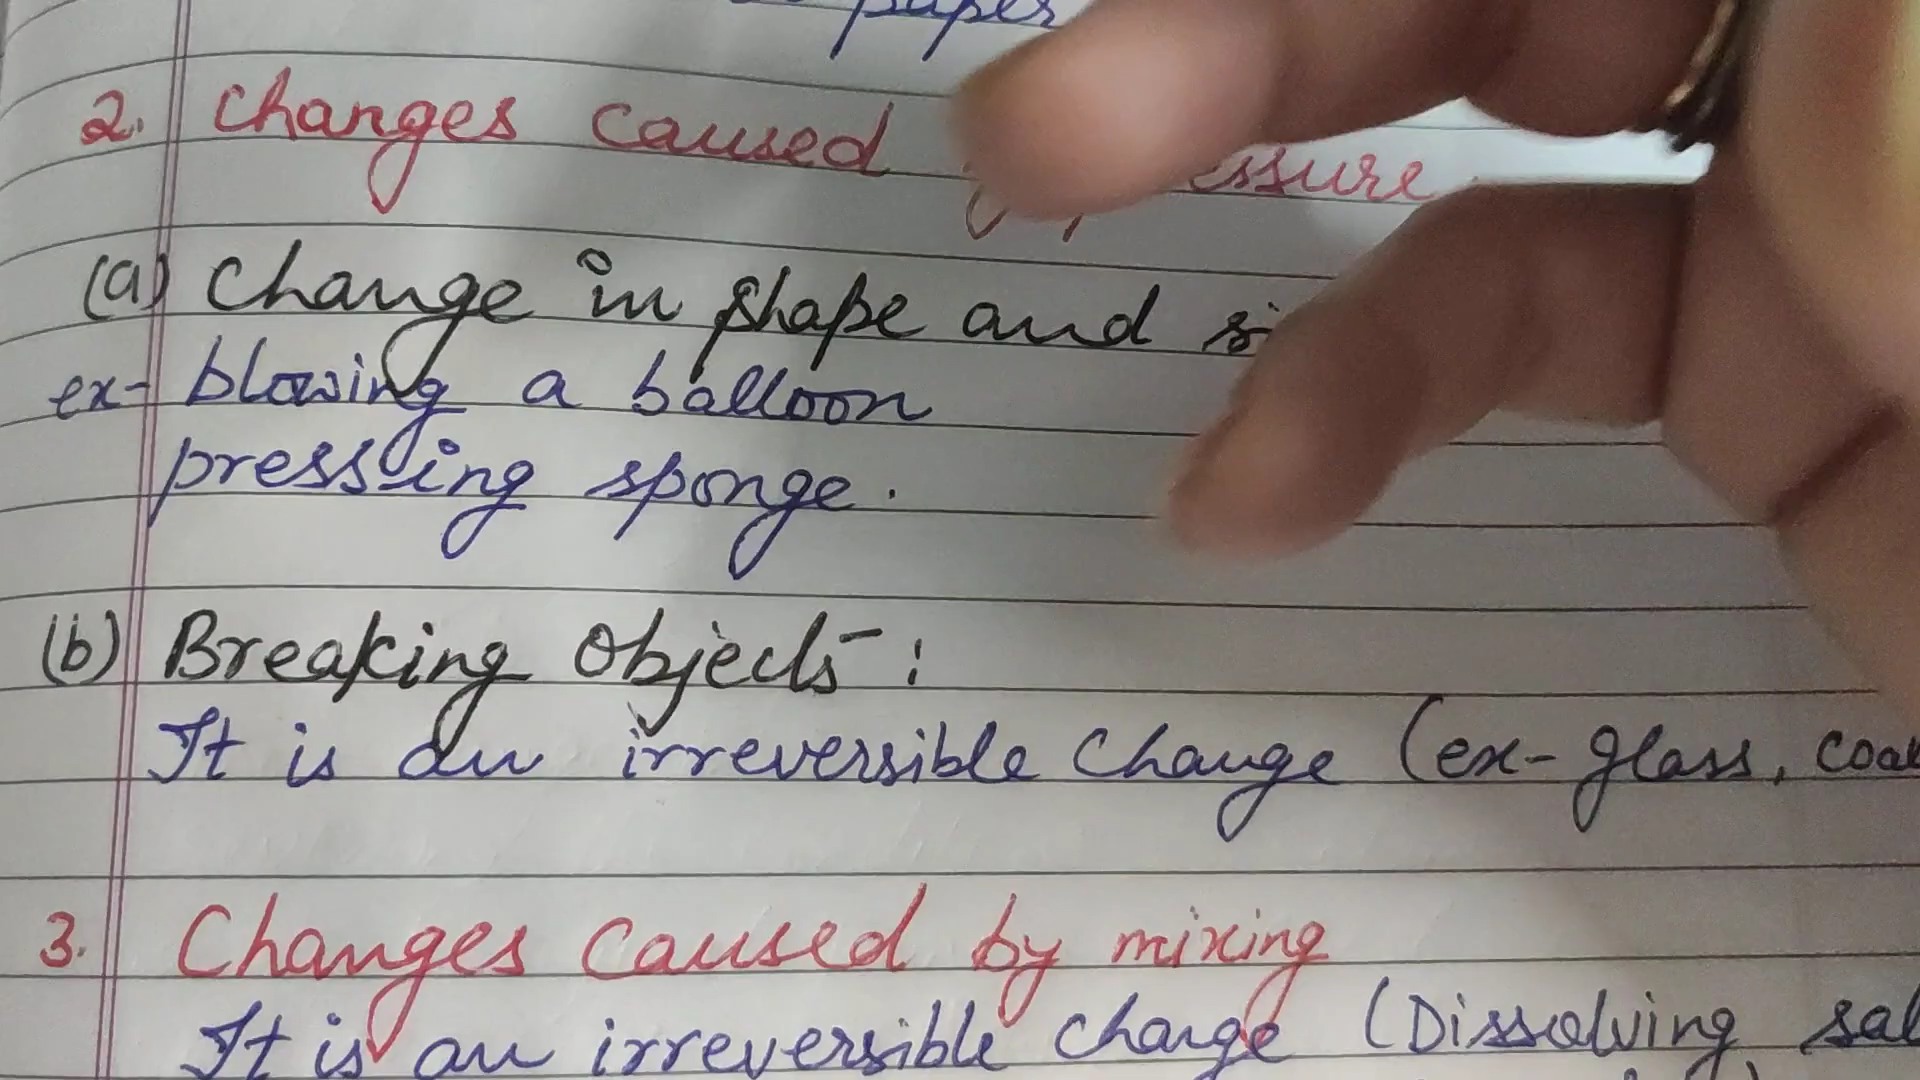 paper
2. Changes caused
(a) Change in shape and
ex- blowing a balloon
pressing sponge.
(b) Breaking Objects :
It is an irreversible change (ex- glass,
3. Changes caused by mixing
It is an irreversible change (Dissolving